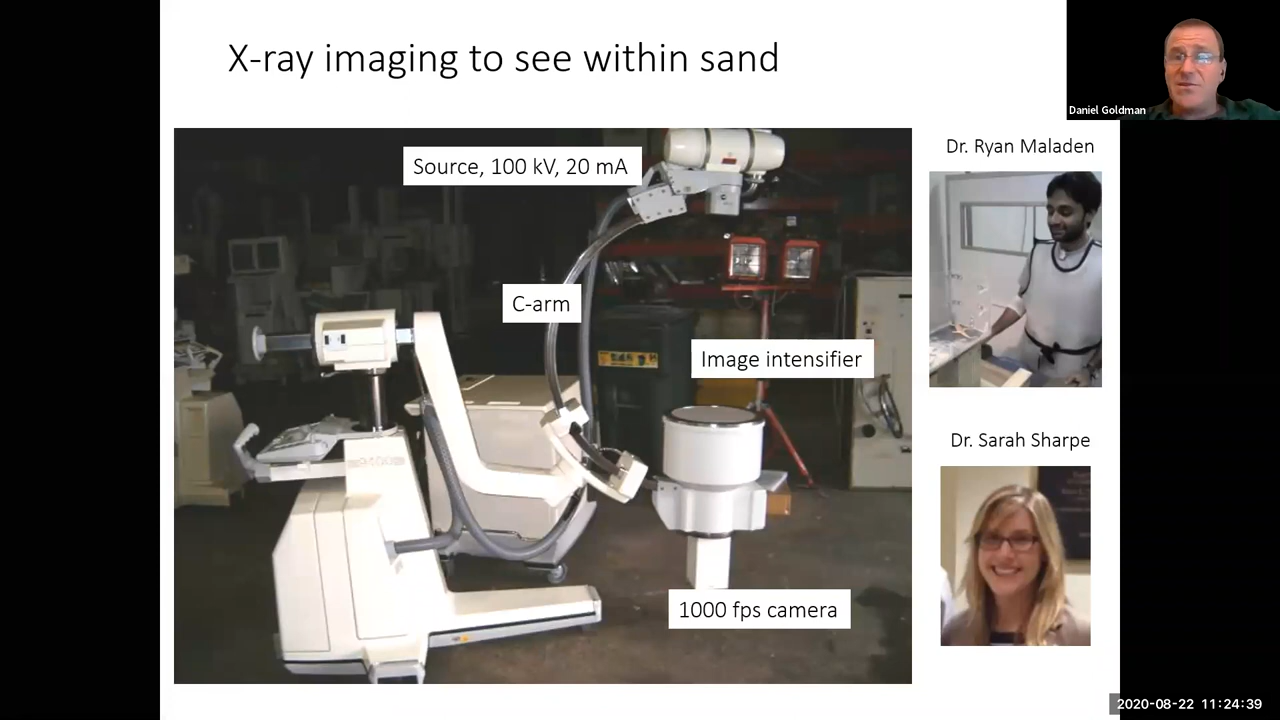 X-ray imaging to see within sand
Daniel Goldman
Dr. Ryan Maladen
Source, 100 kV, 20 mA
C-arm
Image intensifier
Dr. Sarah Sharpe
1000 fps camera
2020-08-22 11:24:39